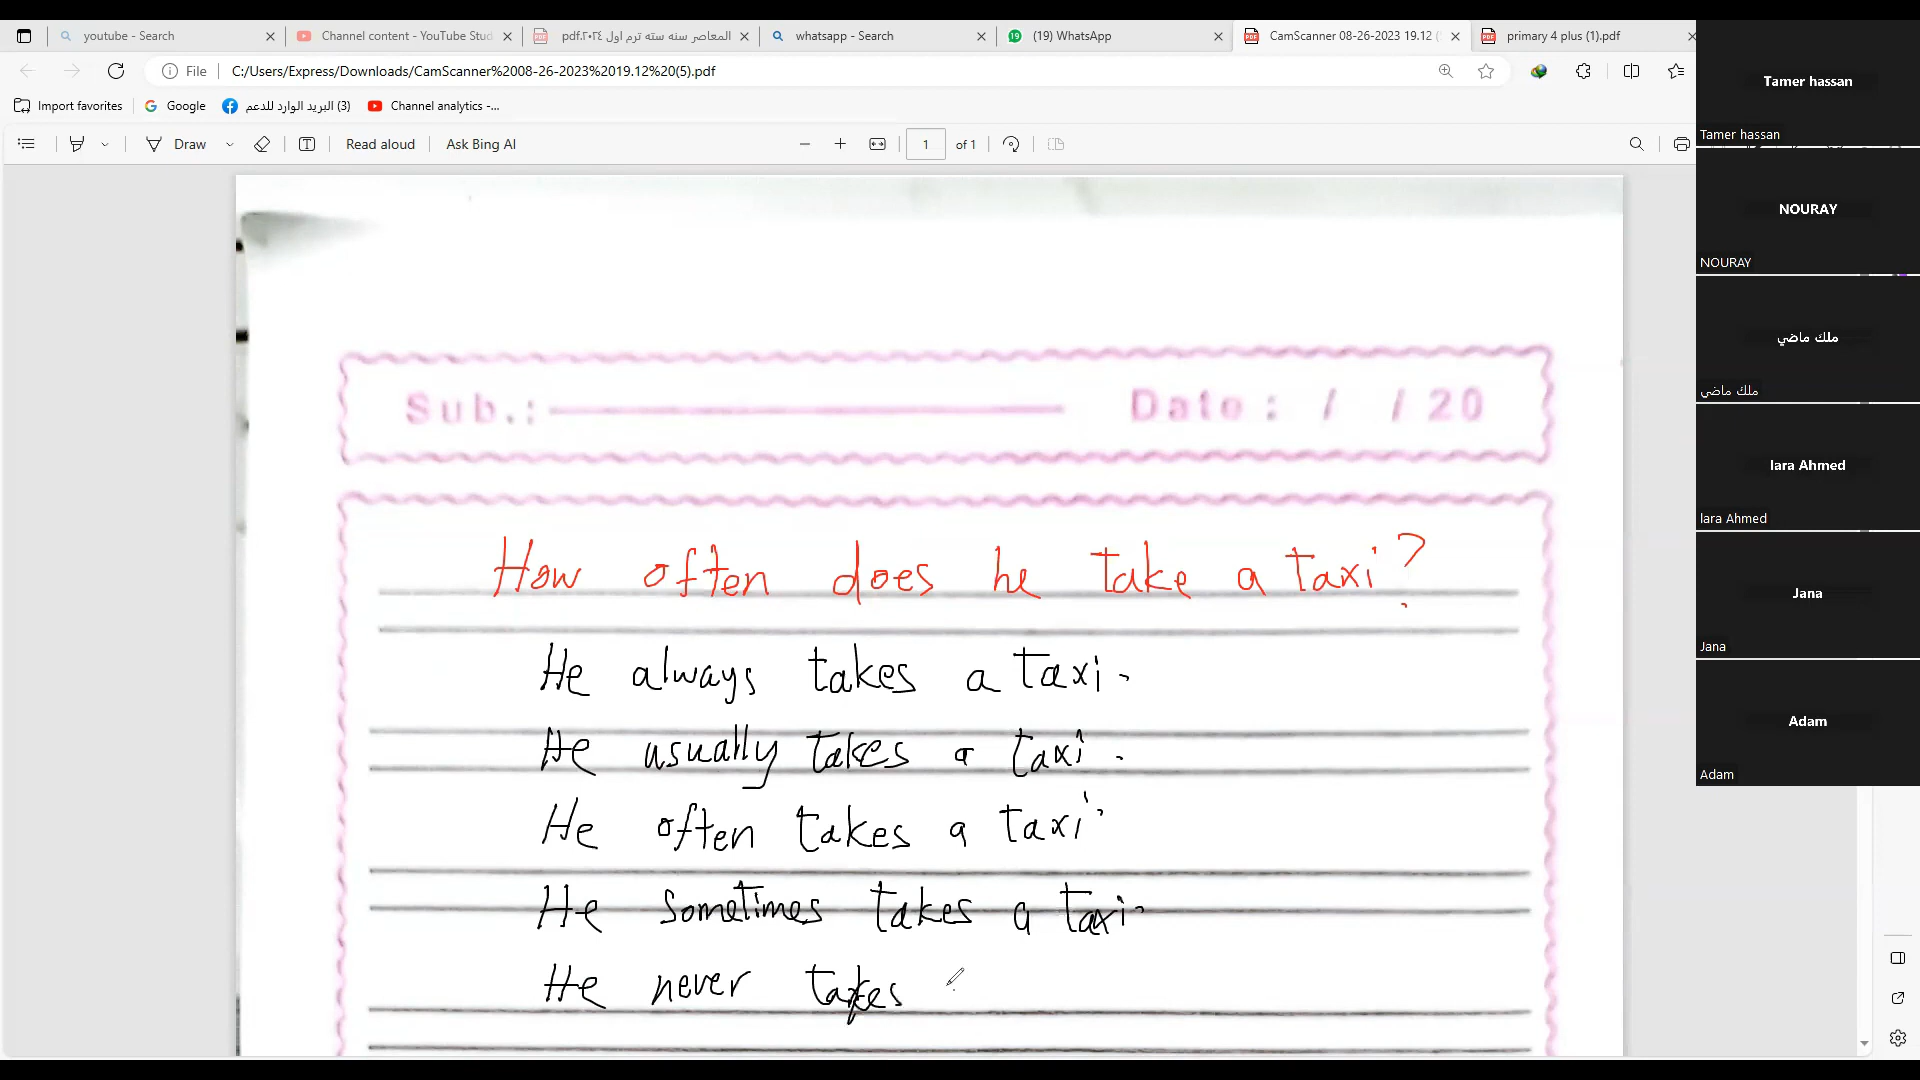 youtube - Search
Channel content - YouTube Stud
المعاصر سنه سته ترم اول ٢٠٢٤.pdf
whatsapp - Search
(19) WhatsApp
CamScanner 08-26-2023 19.12 (
primary 4 plus (1).pdf
File
C:/Users/Express/Downloads/CamScanner%2008-26-2023%2019.12%20(5).pdf
Import favorites
Google
(3) البريد الوارد للدعم
Channel analytics -...
Draw
Read aloud
Ask Bing AI
1
of 1
Sub.:
Date: / /20
How often does he take a taxi?
He always takes a taxi.
He usually takes a taxi.
He often takes a taxi.
He sometimes takes a taxi.
He never takes
Tamer hassan
Tamer hassan
NOURAY
NOURAY
ملك ماضي
ملك ماضي
lara Ahmed
lara Ahmed
Jana
Jana
Adam
Adam